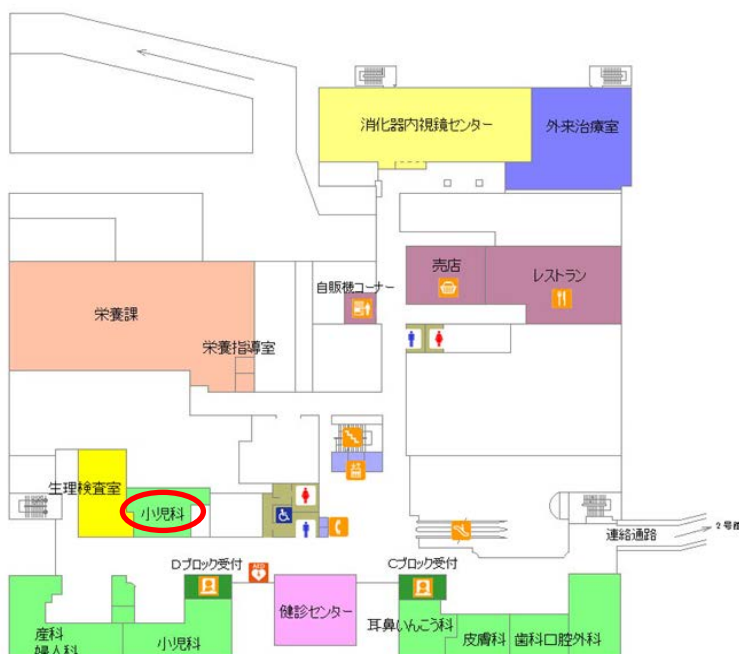 消化器内視鏡センター
外来治療室
売店
レストラン
自販機コーナー
栄養課
栄養指導室
生理検査室
小児科
連絡通路
2号館
Dブロック受付
AED
Cブロック受付
健診センター
耳鼻いんこう科
皮膚科
歯科口腔外科
産科
婦人科
小児科